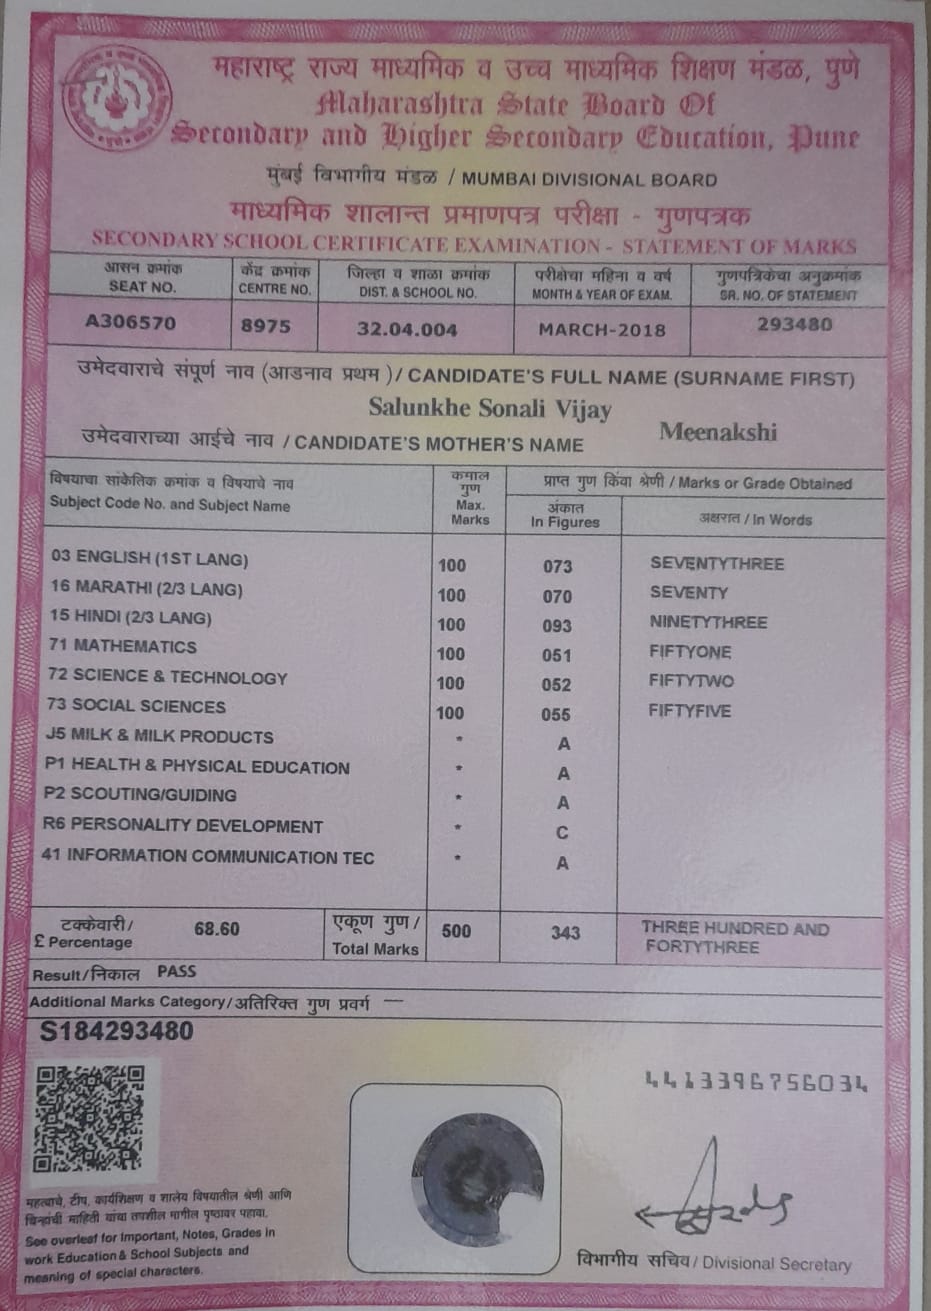 महाराष्ट्र राज्य माध्यमिक व उच्च माध्यमिक शिक्षण मंडळ, पुणे
Maharashtra State Board Of
Secondary and Higher Secondary Education, Pune
मुंबई विभागीय मंडळ / MUMBAI DIVISIONAL BOARD
माध्यमिक शालान्त प्रमाणपत्र परीक्षा - गुणपत्रक
SECONDARY SCHOOL CERTIFICATE EXAMINATION - STATEMENT OF MARKS
आसन क्रमांक केंद्र क्रमांक जिल्हा व शाळा क्रमांक परीक्षेचा महिना व वर्ष गुणपत्रिकेचा अनुक्रमांक
SEAT NO. CENTRE NO. DIST. & SCHOOL NO. MONTH & YEAR OF EXAM. SR. NO. OF STATEMENT
A306570 8975 32.04.004 MARCH-2018 293480
उमेदवाराचे संपूर्ण नाव (आडनाव प्रथम )/ CANDIDATE'S FULL NAME (SURNAME FIRST)
Salunkhe Sonali Vijay
उमेदवाराच्या आईचे नाव / CANDIDATE'S MOTHER'S NAME Meenakshi
विषयाचा सांकेतिक क्रमांक व विषयाचे नाव
Subject Code No. and Subject Name
कमाल
गुण
Max.
Marks
प्राप्त गुण किंवा श्रेणी / Marks or Grade Obtained
अंकात
In Figures
अक्षरात / In Words
03 ENGLISH (1ST LANG) 100 073 SEVENTYTHREE
16 MARATHI (2/3 LANG) 100 070 SEVENTY
15 HINDI (2/3 LANG) 100 093 NINETYTHREE
71 MATHEMATICS 100 051 FIFTYONE
72 SCIENCE & TECHNOLOGY 100 052 FIFTYTWO
73 SOCIAL SCIENCES 100 055 FIFTYFIVE
J5 MILK & MILK PRODUCTS * A
P1 HEALTH & PHYSICAL EDUCATION * A
P2 SCOUTING/GUIDING * A
R6 PERSONALITY DEVELOPMENT * C
41 INFORMATION COMMUNICATION TEC * A
टक्केवारी/
£ Percentage
68.60
एकूण गुण /
Total Marks
500 343
THREE HUNDRED AND
FORTYTHREE
Result/निकाल PASS
Additional Marks Category/अतिरिक्त गुण प्रवर्ग —
S184293480
4413396756034
महत्वाचे, टीप, कार्यशिक्षण व शालेय विषयातील श्रेणी आणि
चिन्हांची माहिती यांचा तपशील मागील पृष्ठावर पहावा.
See overleaf for Important, Notes, Grades in
work Education & School Subjects and
meaning of special characters.
विभागीय सचिव/ Divisional Secretary